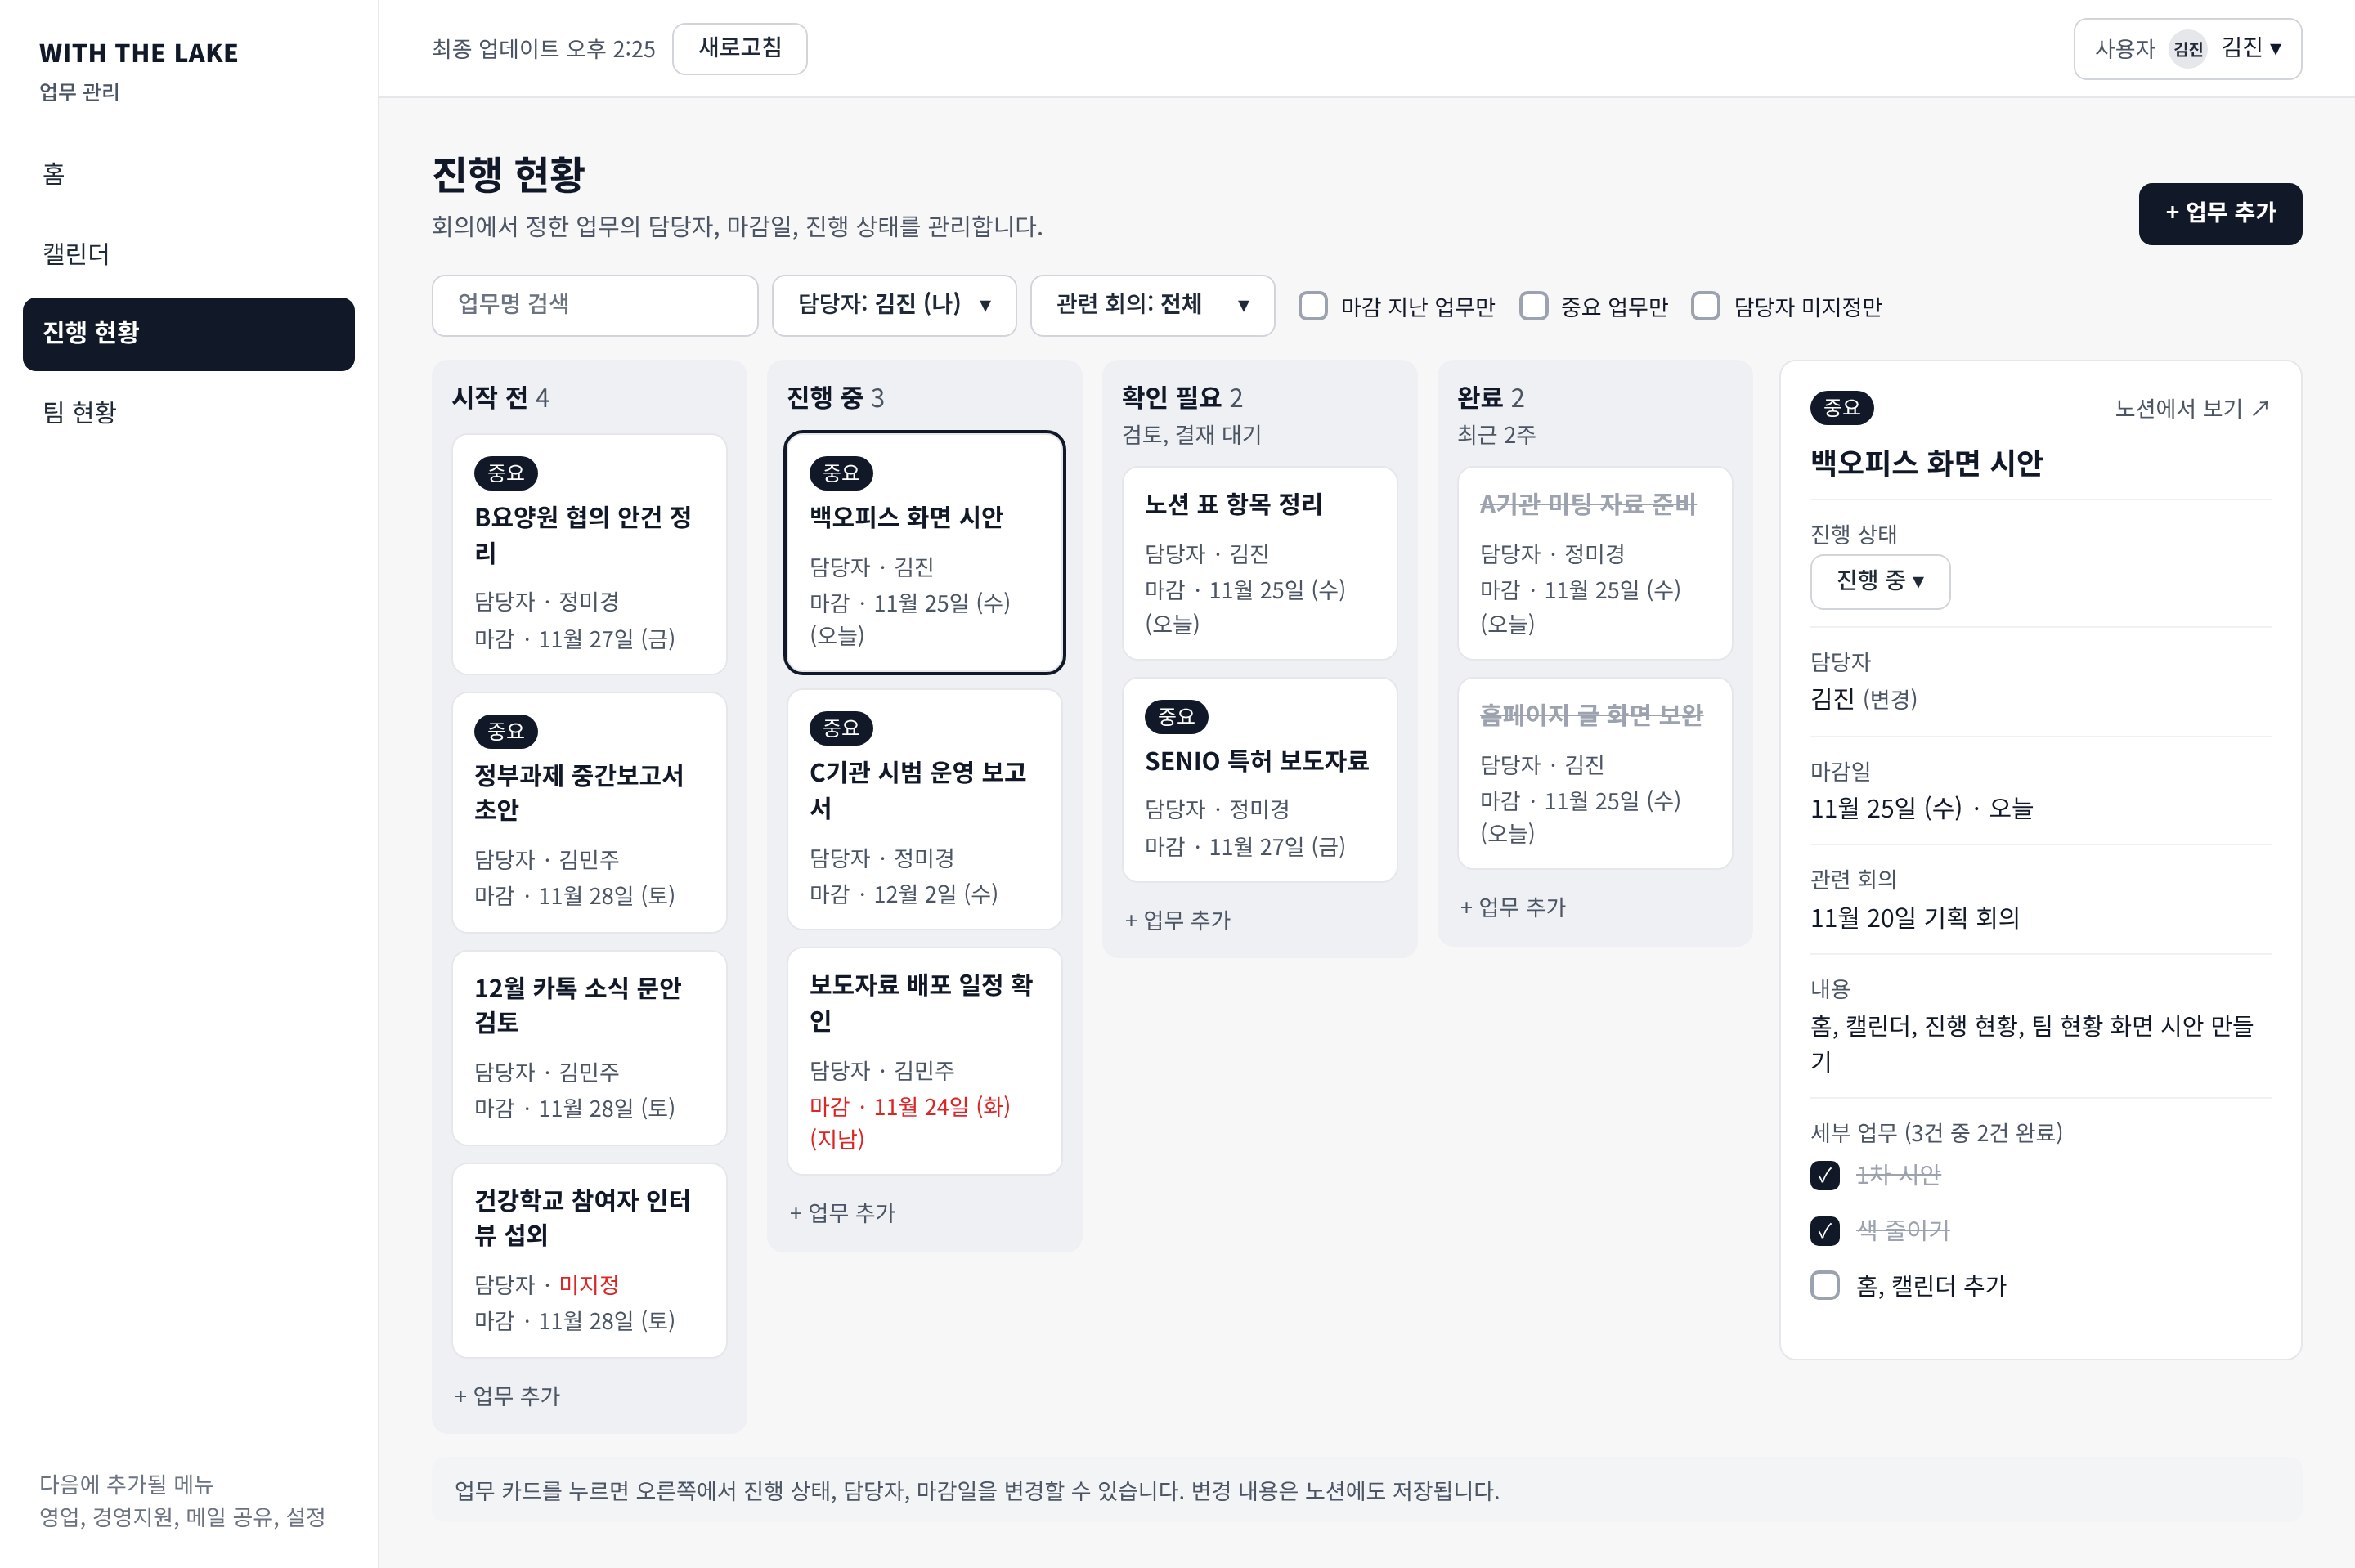 WITH THE LAKE
업무 관리
홈
캘린더
진행 현황
팀 현황
다음에 추가될 메뉴
영업, 경영지원, 메일 공유, 설정
최종 업데이트 오후 2:25
새로고침
사용자 김진 김진 ▾
진행 현황
회의에서 정한 업무의 담당자, 마감일, 진행 상태를 관리합니다.
+ 업무 추가
업무명 검색
담당자: 김진 (나) ▾
관련 회의: 전체 ▾
마감 지난 업무만
중요 업무만
담당자 미지정만
시작 전 4
중요
B요양원 협의 안건 정
리
담당자 · 정미경
마감 · 11월 27일 (금)
중요
정부과제 중간보고서
초안
담당자 · 김민주
마감 · 11월 28일 (토)
12월 카톡 소식 문안
검토
담당자 · 김민주
마감 · 11월 28일 (토)
건강학교 참여자 인터
뷰 섭외
담당자 · 미지정
마감 · 11월 28일 (토)
+ 업무 추가
진행 중 3
중요
백오피스 화면 시안
담당자 · 김진
마감 · 11월 25일 (수)
(오늘)
중요
C기관 시범 운영 보고
서
담당자 · 정미경
마감 · 12월 2일 (수)
보도자료 배포 일정 확
인
담당자 · 김민주
마감 · 11월 24일 (화)
(지남)
+ 업무 추가
확인 필요 2
검토, 결재 대기
노션 표 항목 정리
담당자 · 김진
마감 · 11월 25일 (수)
(오늘)
중요
SENIO 특허 보도자료
담당자 · 정미경
마감 · 11월 27일 (금)
+ 업무 추가
완료 2
최근 2주
A기관 미팅 자료 준비
담당자 · 정미경
마감 · 11월 25일 (수)
(오늘)
홈페이지 글 화면 보완
담당자 · 김진
마감 · 11월 25일 (수)
(오늘)
+ 업무 추가
중요
노션에서 보기 ↗
백오피스 화면 시안
진행 상태
진행 중 ▾
담당자
김진 (변경)
마감일
11월 25일 (수) · 오늘
관련 회의
11월 20일 기획 회의
내용
홈, 캘린더, 진행 현황, 팀 현황 화면 시안 만들
기
세부 업무 (3건 중 2건 완료)
✓ 1차 시안
✓ 색 줄이기
홈, 캘린더 추가
업무 카드를 누르면 오른쪽에서 진행 상태, 담당자, 마감일을 변경할 수 있습니다. 변경 내용은 노션에도 저장됩니다.